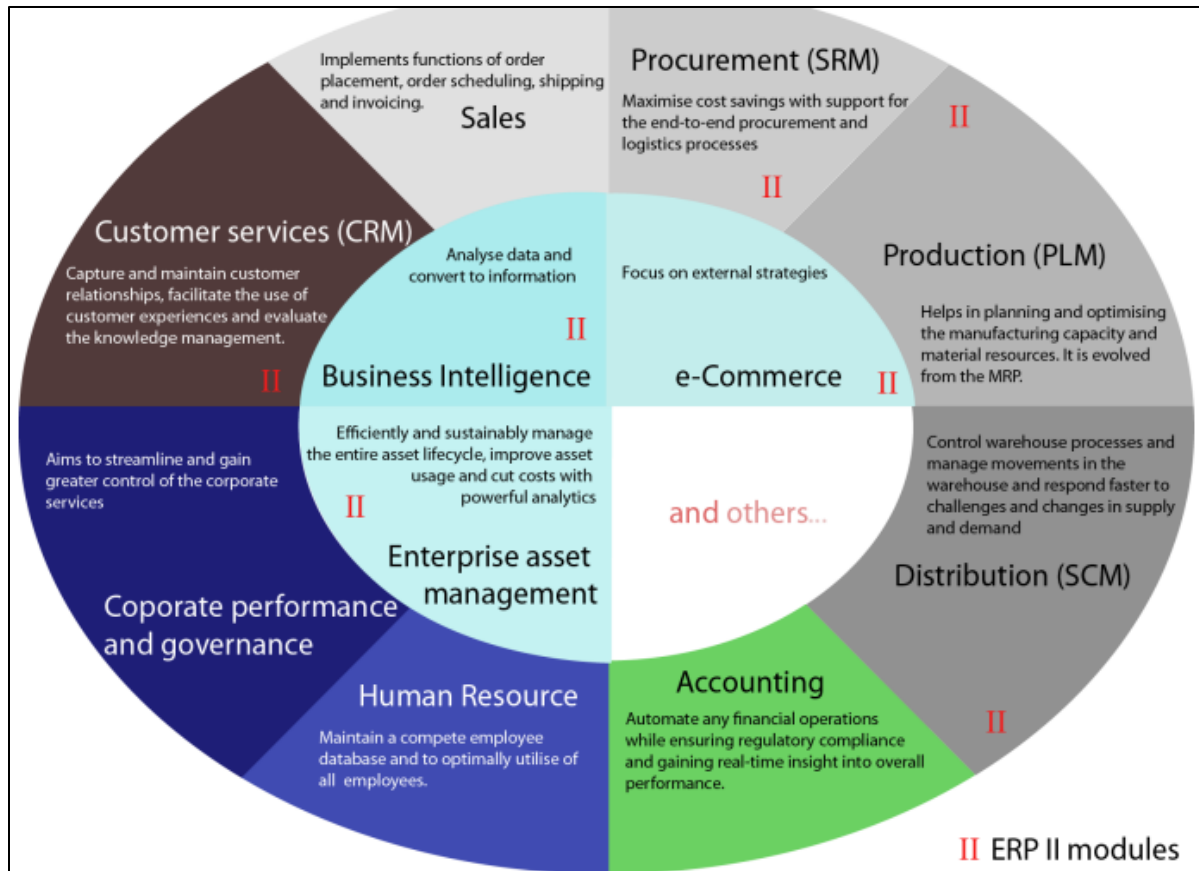 Implements functions of order
placement, order scheduling, shipping
and invoicing.
Sales
Procurement (SRM)
Maximise cost savings with support for
the end-to-end procurement and
logistics processes
II
II
Production (PLM)
Helps in planning and optimising
the manufacturing capacity and
material resources. It is evolved
from the MRP.
Customer services (CRM)
Capture and maintain customer
relationships, facilitate the use of
customer experiences and evaluate
the knowledge management.
II
Analyse data and
convert to information
II
Business Intelligence
Focus on external strategies
e-Commerce
II
Aims to streamline and gain
greater control of the corporate
services
Coporate performance
and governance
Efficiently and sustainably manage
the entire asset lifecycle, improve asset
usage and cut costs with
powerful analytics
II
Enterprise asset
management
and others...
Control warehouse processes and
manage movements in the
warehouse and respond faster to
challenges and changes in supply
and demand
Distribution (SCM)
II
Human Resource
Maintain a compete employee
database and to optimally utilise of
all employees.
Accounting
Automate any financial operations
while ensuring regulatory compliance
and gaining real-time insight into overall
performance.
II ERP II modules